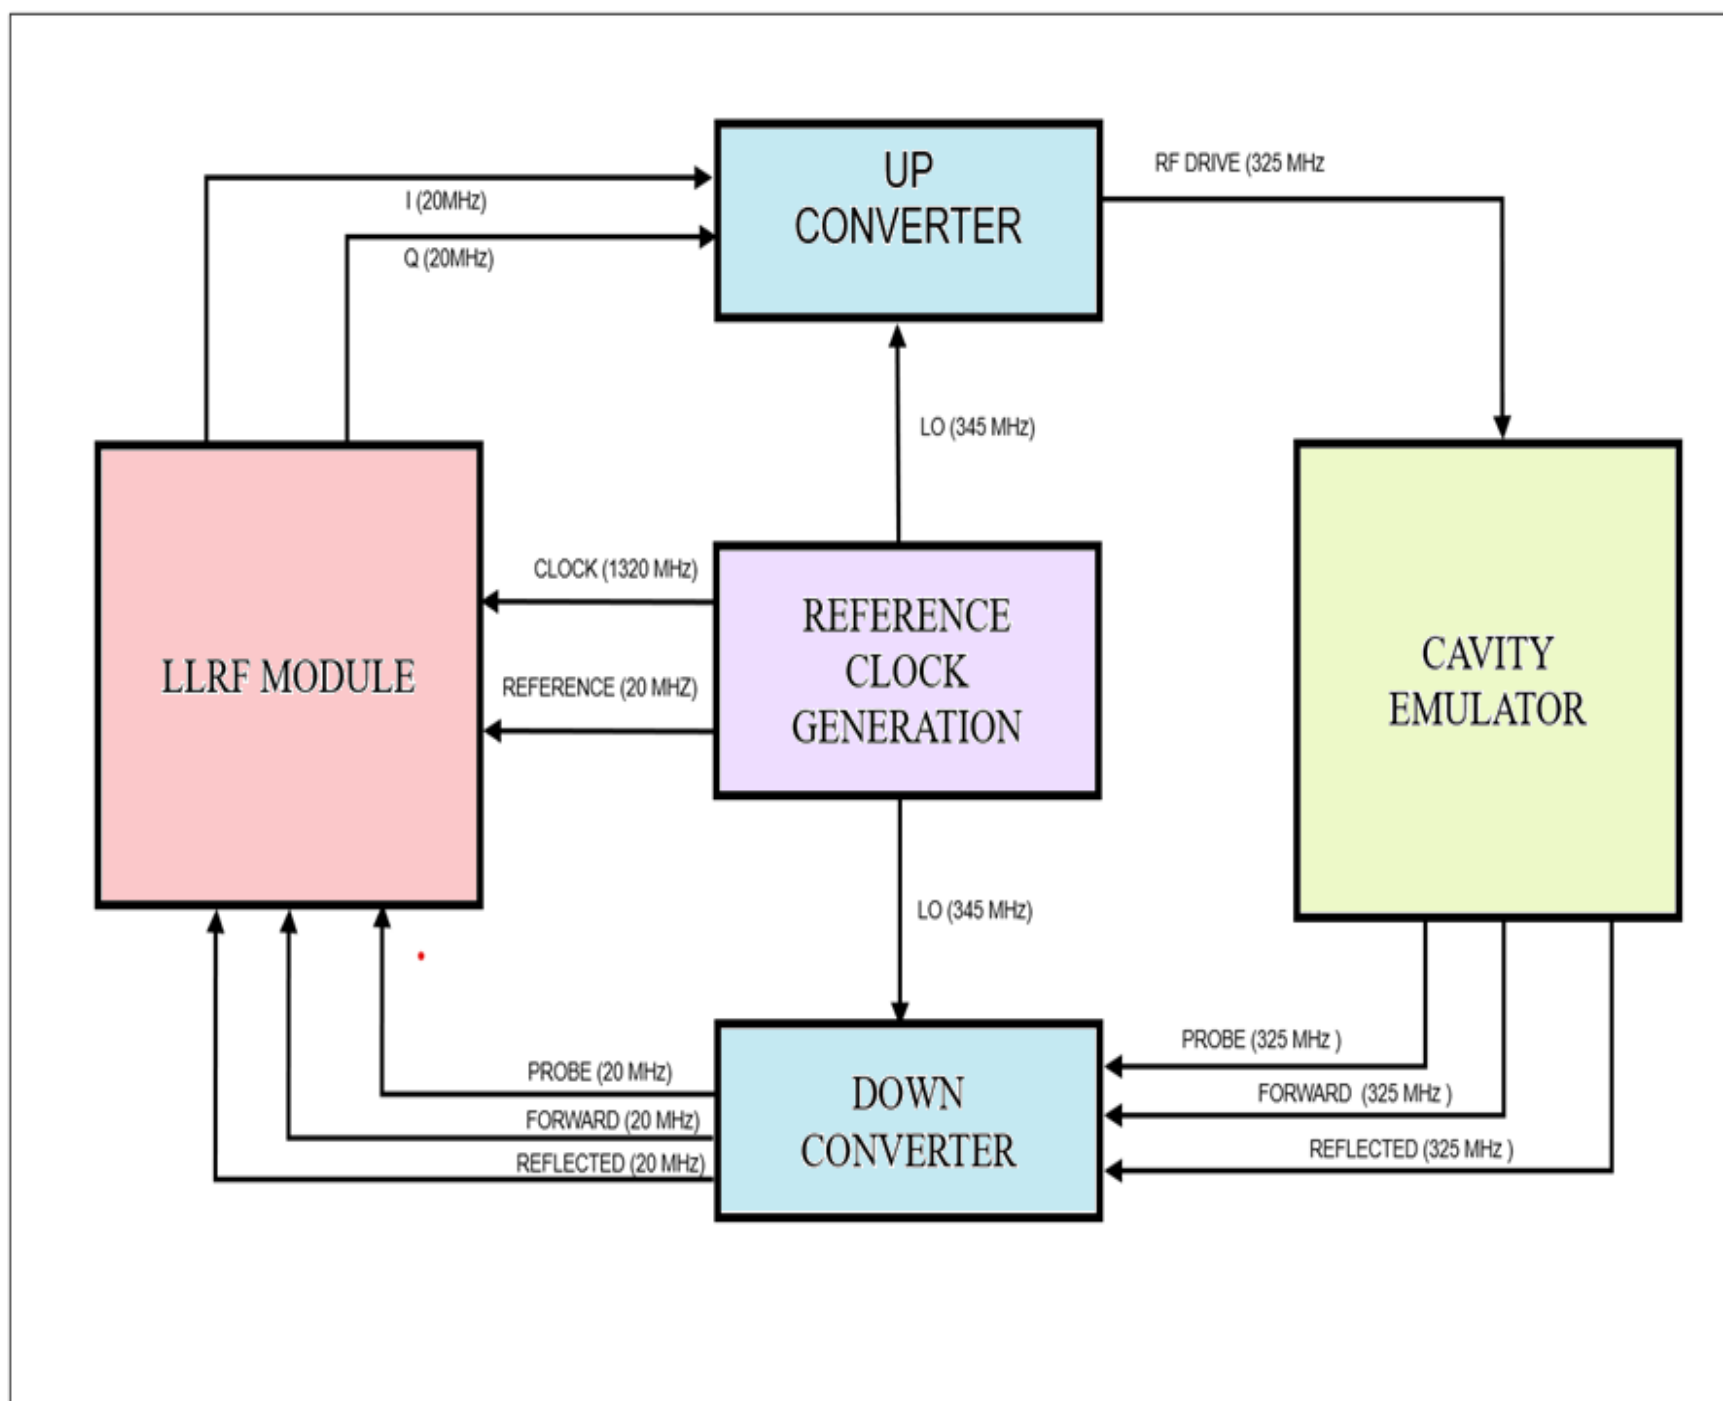 UP
CONVERTER
RF DRIVE (325 MHz
I (20MHz)
Q (20MHz)
LO (345 MHz)
CLOCK (1320 MHz)
REFERENCE (20 MHZ)
REFERENCE
CLOCK
GENERATION
LLRF MODULE
CAVITY
EMULATOR
LO (345 MHz)
PROBE (20 MHz)
FORWARD (20 MHz)
REFLECTED (20 MHz)
DOWN
CONVERTER
PROBE (325 MHz )
FORWARD (325 MHz )
REFLECTED (325 MHz )